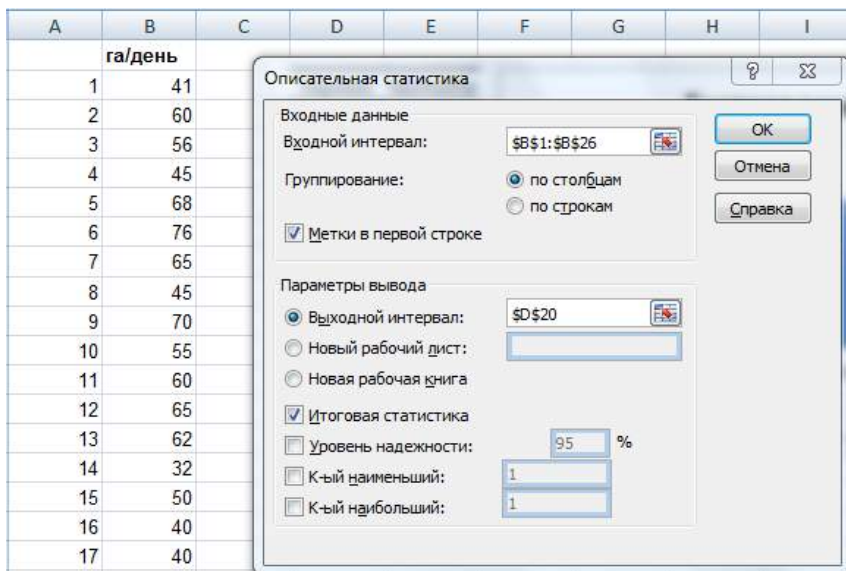 A B C D E F G H I
га/день
1 41
2 60
3 56
4 45
5 68
6 76
7 65
8 45
9 70
10 55
11 60
12 65
13 62
14 32
15 50
16 40
17 40
Описательная статистика
Входные данные
Входной интервал: $B$1:$B$26
Группирование: по столбцам
по строкам
Метки в первой строке
Параметры вывода
Выходной интервал: $D$20
Новый рабочий лист:
Новая рабочая книга
Итоговая статистика
Уровень надежности: 95 %
К-ый наименьший: 1
К-ый наибольший: 1
ОК
Отмена
Справка